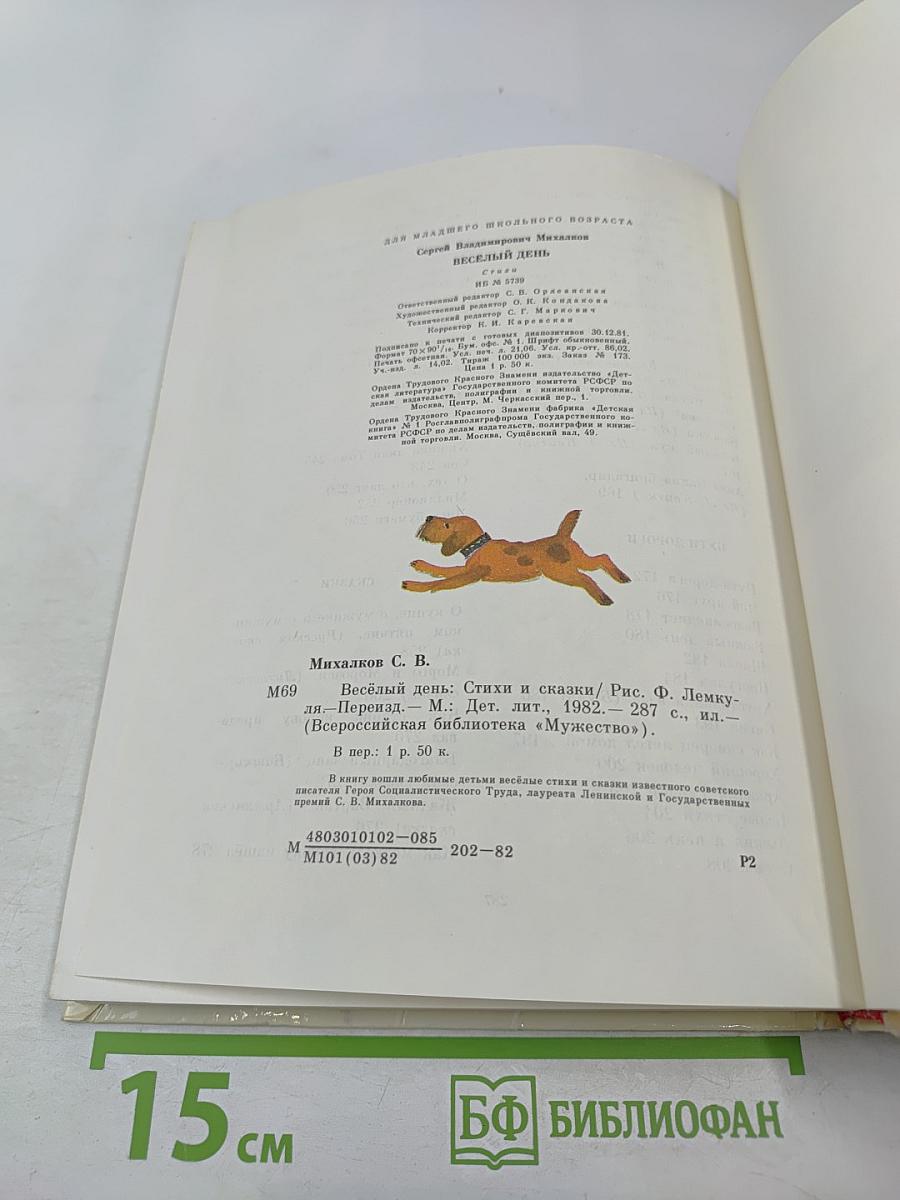 ДЛЯ МЛАДШЕГО ШКОЛЬНОГО ВОЗРАСТА
Сергей Владимирович Михалков
ВЕСЁЛЫЙ ДЕНЬ
Стихи
ИБ № 5739
Ответственный редактор С. В. Орлеанская
Художественный редактор О. К. Кондакова
Технический редактор С. Г. Маркович
Корректор К. И. Каревская
Подписано к печати с готовых диапозитивов 30.12.81.
Формат 70×90¹/₁₆. Бум. офс. № 1. Шрифт обыкновенный.
Печать офсетная. Усл. печ. л. 21,06. Усл. кр.-отт. 86,02.
Уч.-изд. л. 14,02. Тираж 100 000 экз. Заказ № 173.
Цена 1 р. 50 к.
Ордена Трудового Красного Знамени издательство «Дет-
ская литература» Государственного комитета РСФСР по
делам издательств, полиграфии и книжной торговли.
Москва, Центр, М. Черкасский пер., 1.
Ордена Трудового Красного Знамени фабрика «Детская
книга» № 1 Росглавполиграфпрома Государственного ко-
митета РСФСР по делам издательств, полиграфии и книж-
ной торговли. Москва, Сущёвский вал, 49.
Михалков С. В.
М69 Весёлый день: Стихи и сказки/ Рис. Ф. Лемку-
ля.—Переизд.— М.: Дет. лит., 1982.— 287 с., ил.—
(Всероссийская библиотека «Мужество»).
В пер.: 1 р. 50 к.
В книгу вошли любимые детьми весёлые стихи и сказки известного советского
писателя Героя Социалистического Труда, лауреата Ленинской и Государственных
премий С. В. Михалкова.
М 4803010102—085 202—82
М101(03)82
Р2
15 см
БФ БИБЛИОФАН